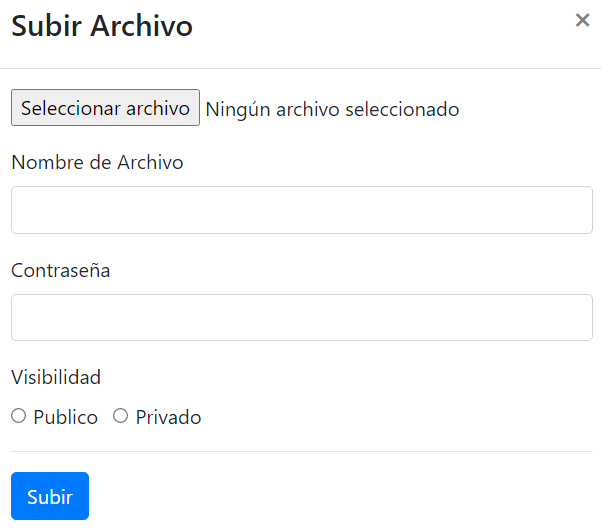 Subir Archivo ×
Seleccionar archivo Ningún archivo seleccionado
Nombre de Archivo
Contraseña
Visibilidad
Publico Privado
Subir